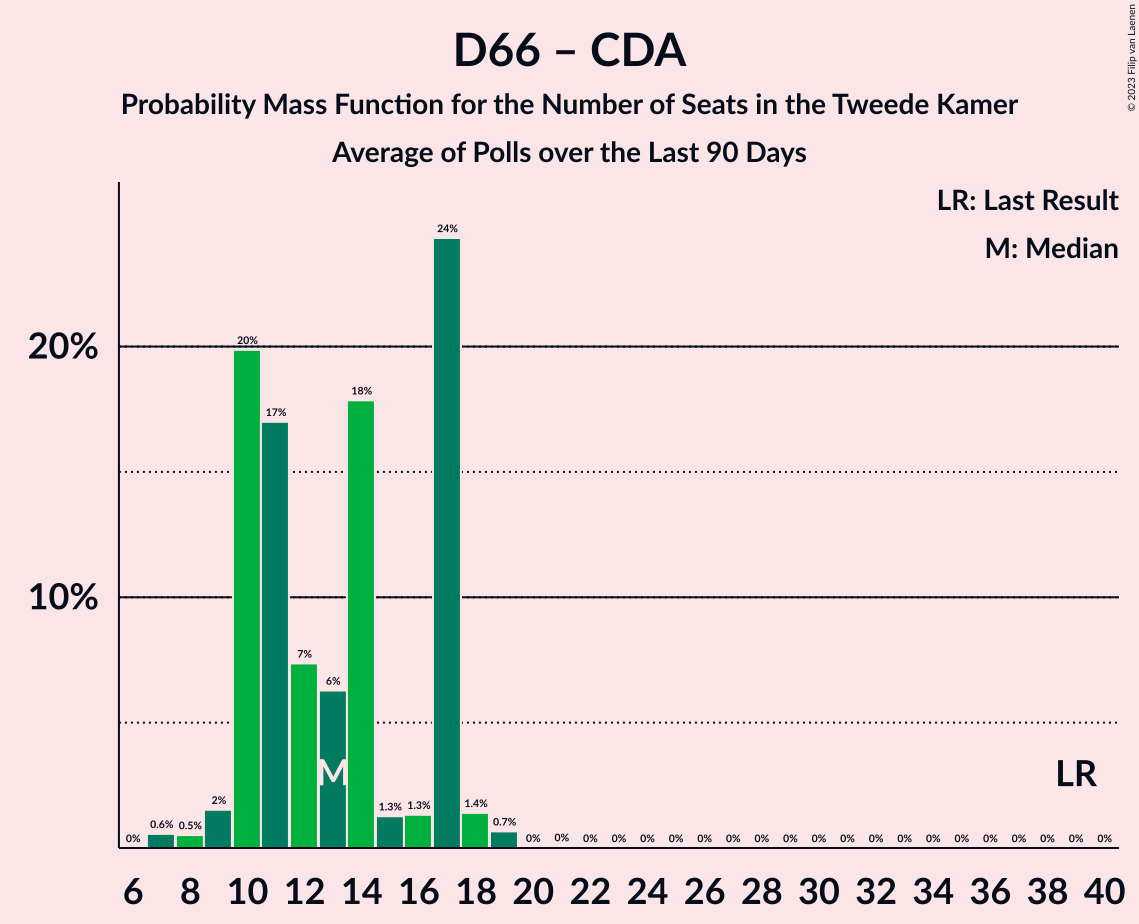 D66 – CDA
Probability Mass Function for the Number of Seats in the Tweede Kamer
Average of Polls over the Last 90 Days
© 2023 Filip van Laenen
LR: Last Result
M: Median
20%
10%
0% 0.6% 0.5% 2% 20% 17% 7% 6% 18% 1.3% 1.3% 24% 1.4% 0.7% 0% 0% 0% 0% 0% 0% 0% 0% 0% 0% 0% 0% 0% 0% 0% 0% 0% 0% 0% 0% 0%
M
LR
6 8 10 12 14 16 18 20 22 24 26 28 30 32 34 36 38 40